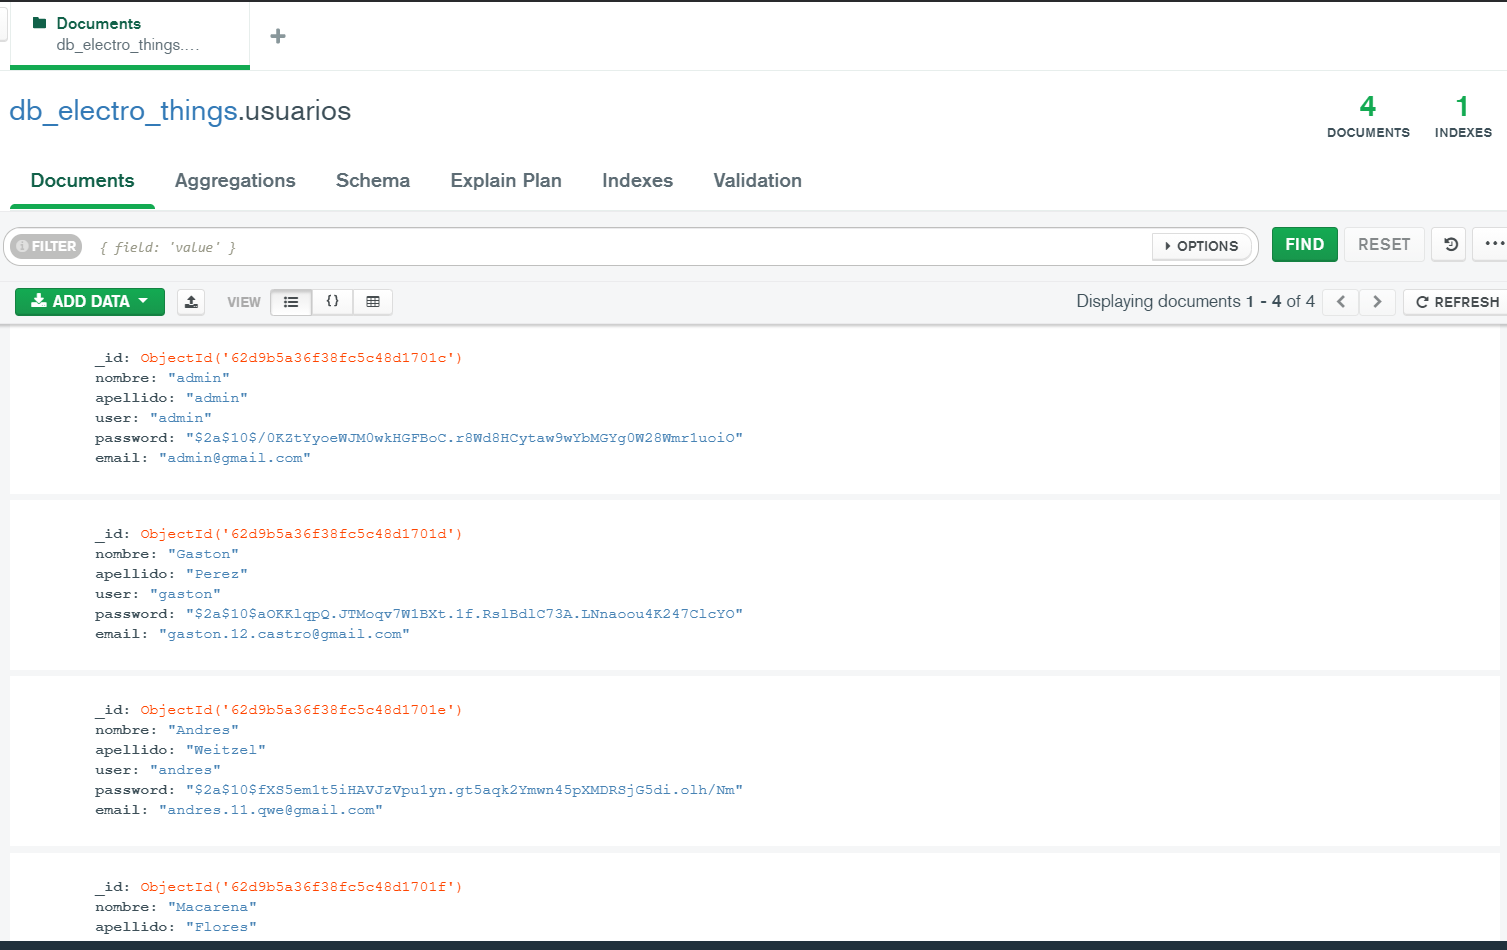 Documents
db_electro_things....
db_electro_things.usuarios
4
DOCUMENTS
1
INDEXES
Documents Aggregations Schema Explain Plan Indexes Validation
FILTER { field: 'value' } OPTIONS FIND RESET
ADD DATA VIEW { } Displaying documents 1 - 4 of 4 REFRESH
_id: ObjectId('62d9b5a36f38fc5c48d1701c')
nombre: "admin"
apellido: "admin"
user: "admin"
password: "$2a$10$/0KZtYyoeWJM0wkHGFBoC.r8Wd8HCytaw9wYbMGYg0W28Wmr1uoiO"
email: "admin@gmail.com"
_id: ObjectId('62d9b5a36f38fc5c48d1701d')
nombre: "Gaston"
apellido: "Perez"
user: "gaston"
password: "$2a$10$aOKKlqpQ.JTMoqv7W1BXt.1f.RslBdlC73A.LNnaoou4K247ClcYO"
email: "gaston.12.castro@gmail.com"
_id: ObjectId('62d9b5a36f38fc5c48d1701e')
nombre: "Andres"
apellido: "Weitzel"
user: "andres"
password: "$2a$10$fXS5em1t5iHAVJzVpu1yn.gt5aqk2Ymwn45pXMDRSjG5di.olh/Nm"
email: "andres.11.qwe@gmail.com"
_id: ObjectId('62d9b5a36f38fc5c48d1701f')
nombre: "Macarena"
apellido: "Flores"